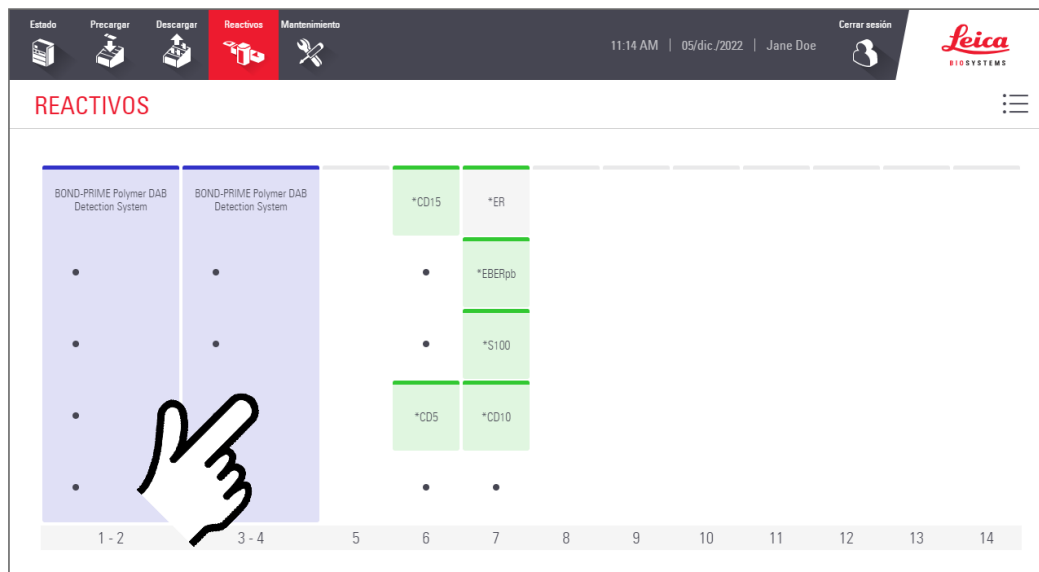 Estado Precargar Descargar Reactivos Mantenimiento
11:14 AM | 05/dic./2022 | Jane Doe
Cerrar sesión
Leica
BIOSYSTEMS
REACTIVOS
BOND-PRIME Polymer DAB
Detection System
BOND-PRIME Polymer DAB
Detection System
*CD15
*ER
*EBERpb
*S100
*CD5
*CD10
1 - 2 3 - 4 5 6 7 8 9 10 11 12 13 14